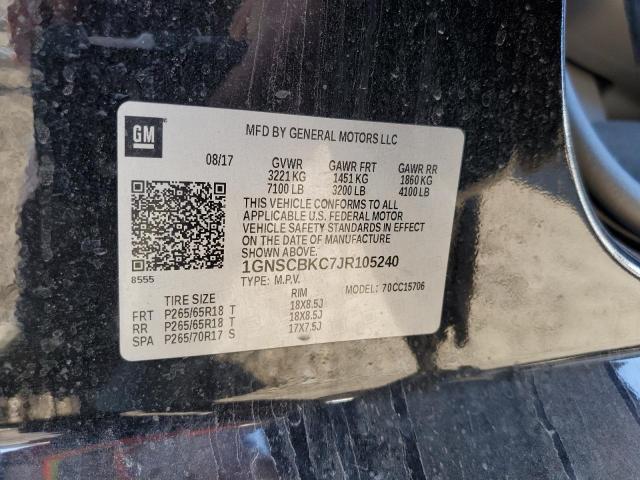 GM
MFD BY GENERAL MOTORS LLC
08/17 GVWR GAWR FRT GAWR RR
3221 KG 1451 KG 1860 KG
7100 LB 3200 LB 4100 LB
THIS VEHICLE CONFORMS TO ALL
APPLICABLE U.S. FEDERAL MOTOR
VEHICLE SAFETY STANDARDS IN EFFECT
ON THE DATE OF MANUFACTURE
SHOWN ABOVE.
1GNSCBKC7JR105240
8555 TYPE: M.P.V. MODEL: 70CC15706
TIRE SIZE RIM
FRT P265/65R18 T 18X8.5J
RR P265/65R18 T 18X8.5J
SPA P265/70R17 S 17X7.5J